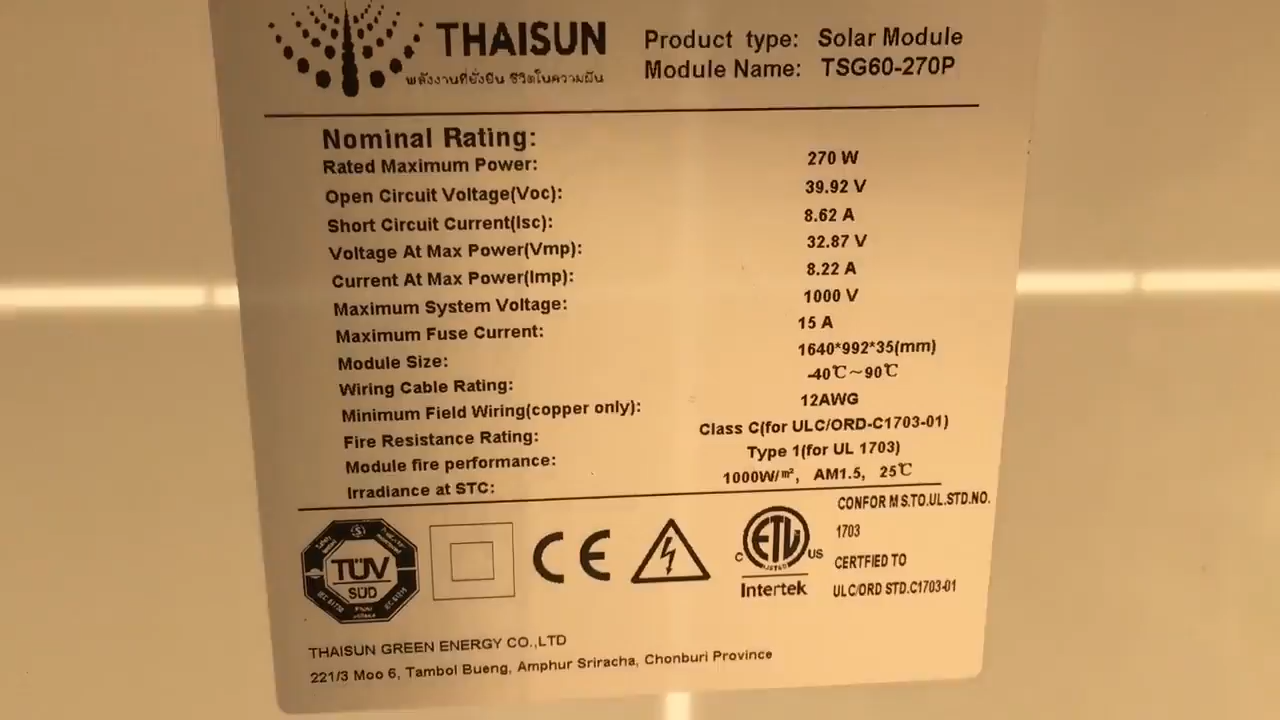 THAISUN
พลังงานที่ยั่งยืน ชีวิตในความฝัน
Product type: Solar Module
Module Name: TSG60-270P
Nominal Rating:
Rated Maximum Power: 270 W
Open Circuit Voltage(Voc): 39.92 V
Short Circuit Current(Isc): 8.62 A
Voltage At Max Power(Vmp): 32.87 V
Current At Max Power(Imp): 8.22 A
Maximum System Voltage: 1000 V
Maximum Fuse Current: 15 A
Module Size: 1640*992*35(mm)
Wiring Cable Rating: -40℃~90℃
Minimum Field Wiring(copper only): 12AWG
Fire Resistance Rating: Class C(for ULC/ORD-C1703-01)
Module fire performance: Type 1(for UL 1703)
Irradiance at STC: 1000W/m², AM1.5, 25℃
TÜV
SÜD
CE
C ETL US
LISTED
Intertek
CONFORMS.TO.UL.STD.NO.
1703
CERTFIED TO
ULC/ORD STD.C1703-01
THAISUN GREEN ENERGY CO.,LTD
221/3 Moo 6, Tambol Bueng, Amphur Sriracha, Chonburi Province